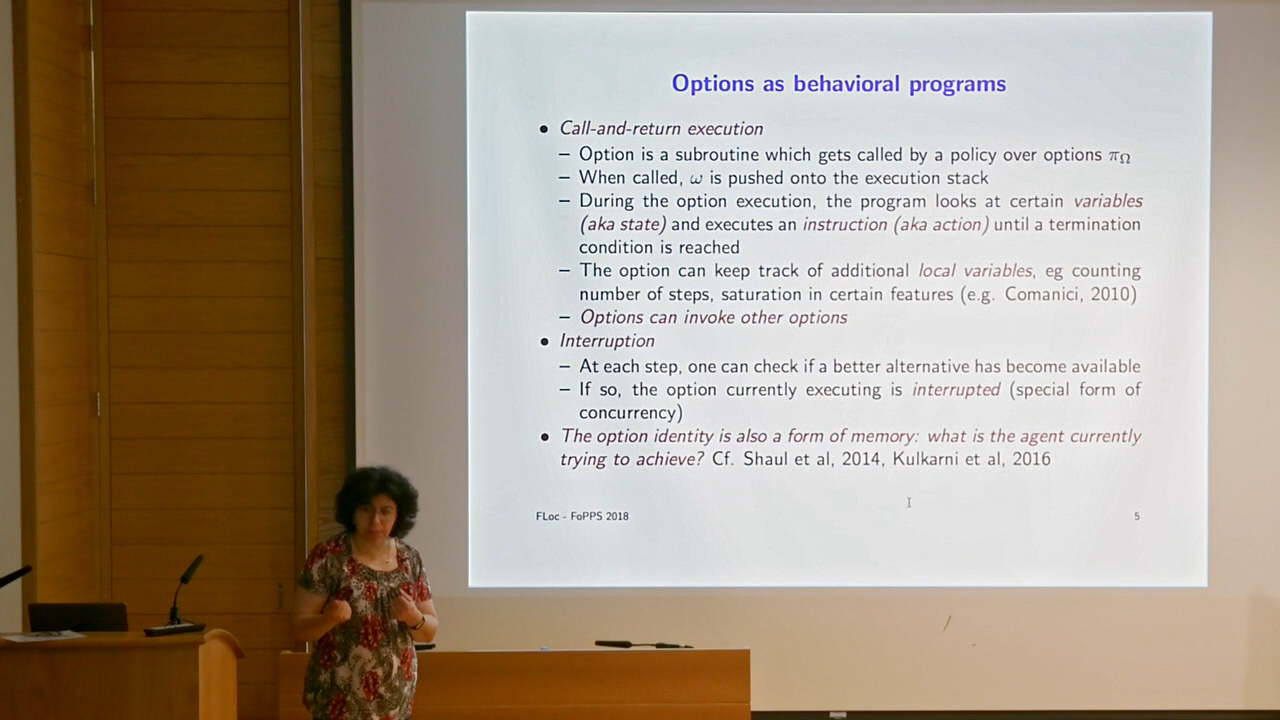 Options as behavioral programs
• Call-and-return execution
– Option is a subroutine which gets called by a policy over options πΩ
– When called, ω is pushed onto the execution stack
– During the option execution, the program looks at certain variables
(aka state) and executes an instruction (aka action) until a termination
condition is reached
– The option can keep track of additional local variables, eg counting
number of steps, saturation in certain features (e.g. Comanici, 2010)
– Options can invoke other options
• Interruption
– At each step, one can check if a better alternative has become available
– If so, the option currently executing is interrupted (special form of
concurrency)
• The option identity is also a form of memory: what is the agent currently
trying to achieve? Cf. Shaul et al, 2014, Kulkarni et al, 2016
FLoc - FoPPS 2018
5